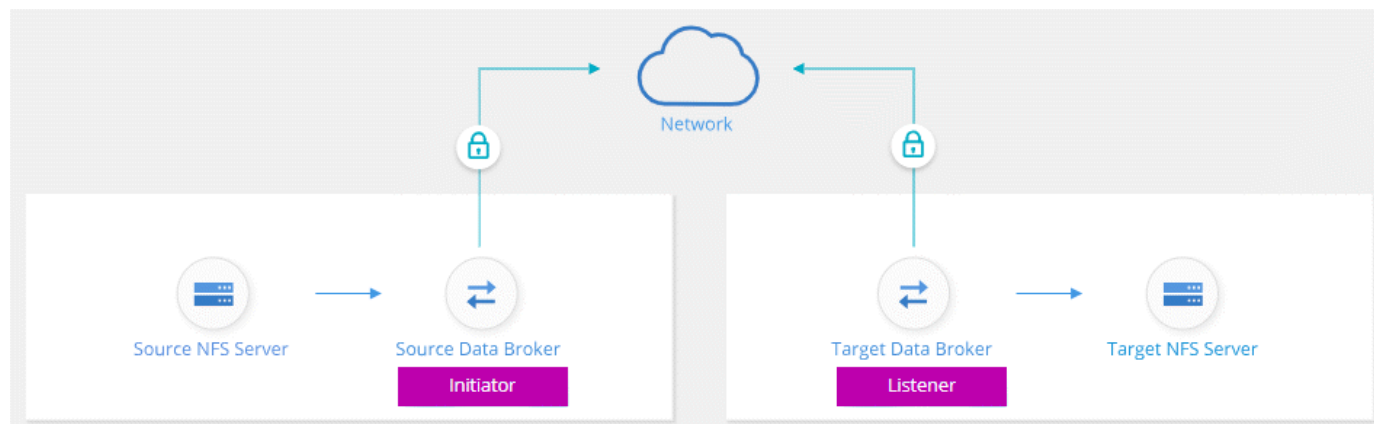 Network
Source NFS Server
Source Data Broker
Target Data Broker
Target NFS Server
Initiator
Listener